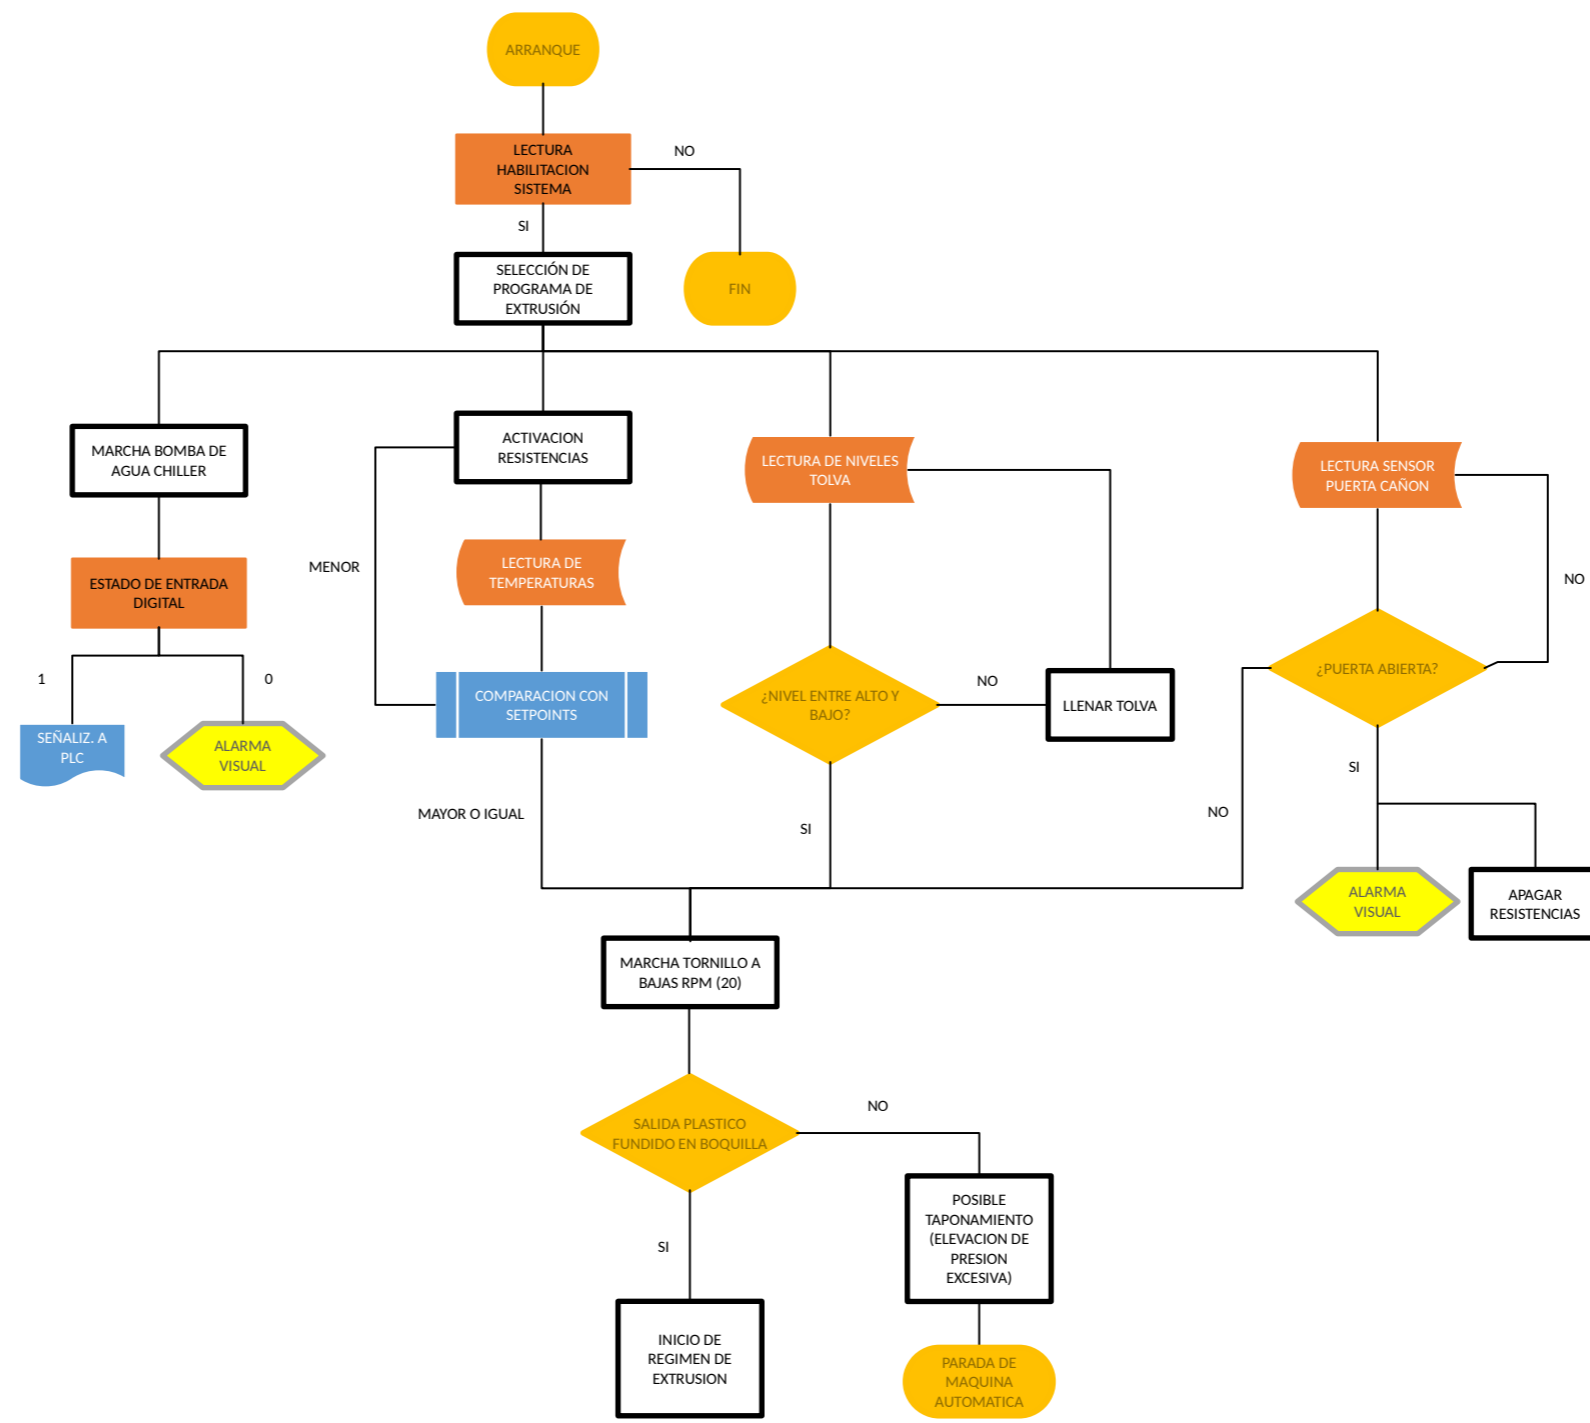 ARRANQUE
LECTURA
HABILITACION
SISTEMA
NO
SI
SELECCIÓN DE
PROGRAMA DE
EXTRUSIÓN
FIN
MARCHA BOMBA DE
AGUA CHILLER
ACTIVACION
RESISTENCIAS
LECTURA DE NIVELES
TOLVA
LECTURA SENSOR
PUERTA CAÑON
ESTADO DE ENTRADA
DIGITAL
MENOR
LECTURA DE
TEMPERATURAS
NO
1
0
SEÑALIZ. A
PLC
ALARMA
VISUAL
COMPARACION CON
SETPOINTS
¿NIVEL ENTRE ALTO Y
BAJO?
NO
LLENAR TOLVA
¿PUERTA ABIERTA?
MAYOR O IGUAL
SI
NO
SI
ALARMA
VISUAL
APAGAR
RESISTENCIAS
MARCHA TORNILLO A
BAJAS RPM (20)
SALIDA PLASTICO
FUNDIDO EN BOQUILLA
NO
SI
POSIBLE
TAPONAMIENTO
(ELEVACION DE
PRESION
EXCESIVA)
INICIO DE
REGIMEN DE
EXTRUSION
PARADA DE
MAQUINA
AUTOMATICA